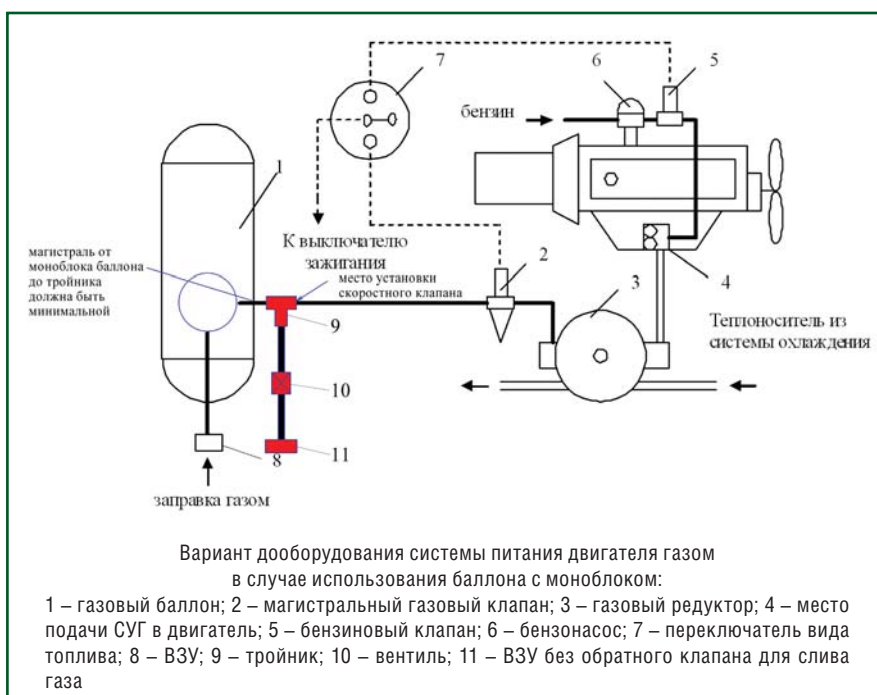 7
6
5
бензин
1
магистраль от
моноблока баллона
до тройника
должна быть
минимальной
К выключателю
зажигания
место установки
скоростного клапана
2
3
4
9
Теплоноситель из
системы охлаждения
10
11
8
заправка газом
Вариант дооборудования системы питания двигателя газом
в случае использования баллона с моноблоком:
1 – газовый баллон; 2 – магистральный газовый клапан; 3 – газовый редуктор; 4 – место
подачи СУГ в двигатель; 5 – бензиновый клапан; 6 – бензонасос; 7 – переключатель вида
топлива; 8 – ВЗУ; 9 – тройник; 10 – вентиль; 11 – ВЗУ без обратного клапана для слива
газа